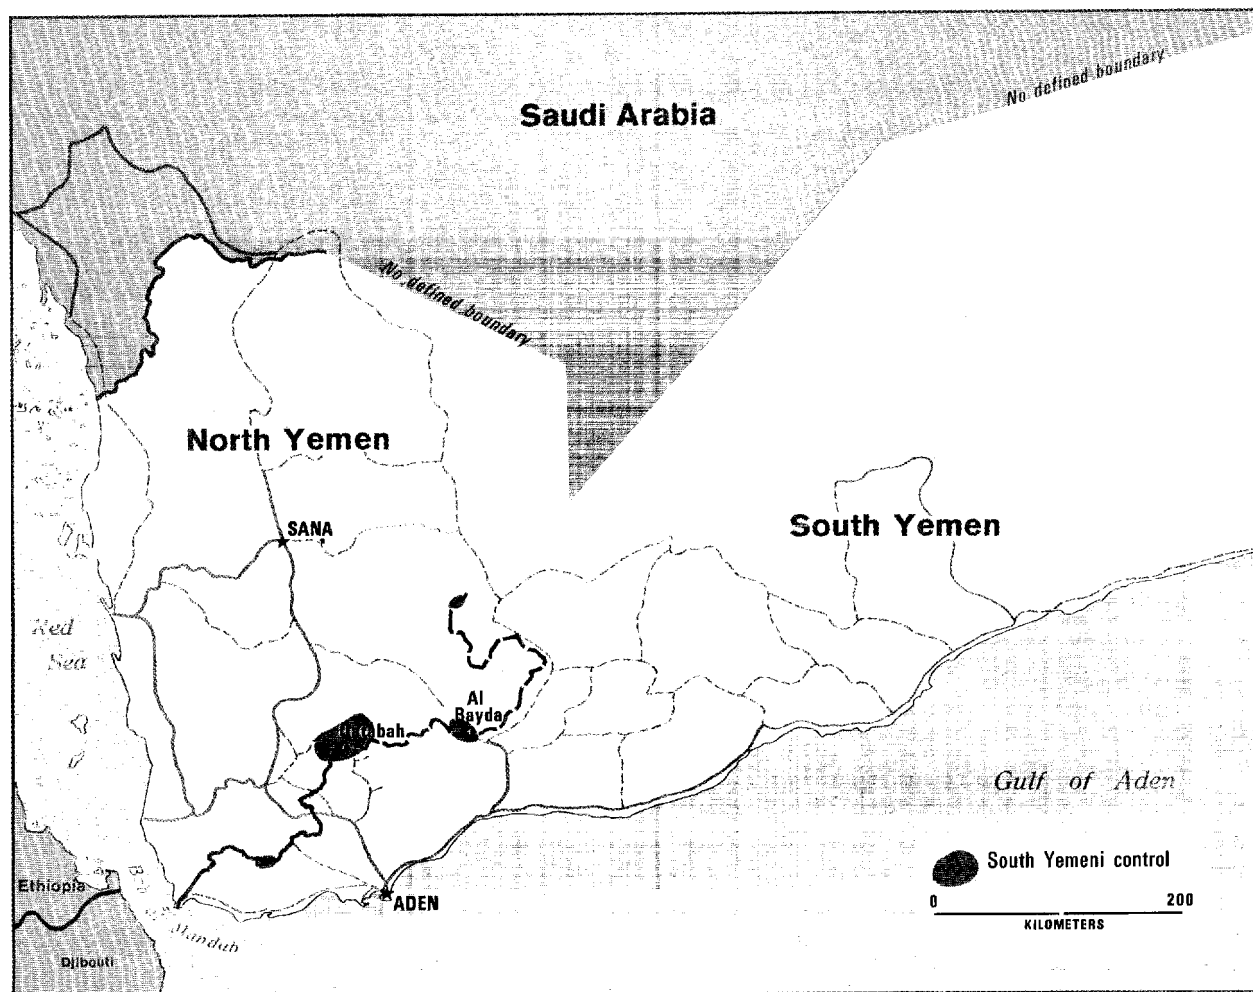 Saudi Arabia
No defined boundary
No defined boundary
North Yemen
SANA
South Yemen
Red
Sea
Al
Bayda
Gulf of Aden
South Yemeni control
0 200
KILOMETERS
Ethiopia
ADEN
Mandab
Djibouti